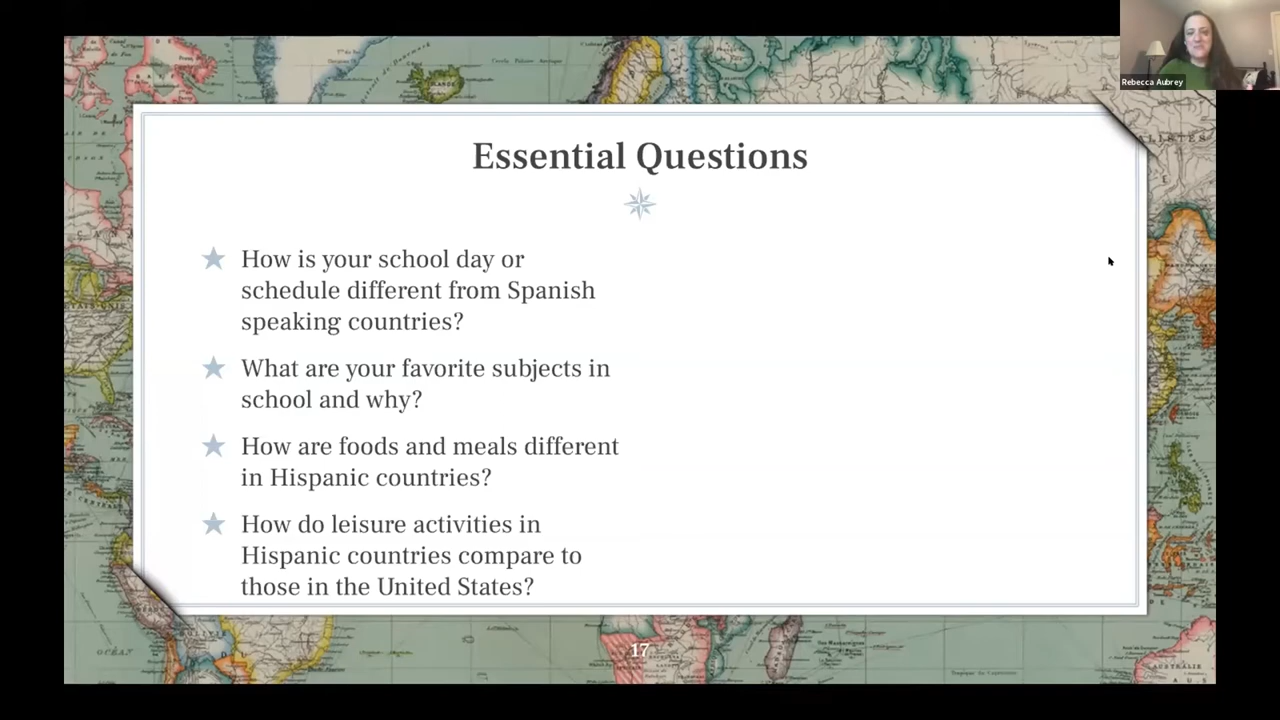 Rebecca Aubrey
Essential Questions
How is your school day or
schedule different from Spanish
speaking countries?
What are your favorite subjects in
school and why?
How are foods and meals different
in Hispanic countries?
How do leisure activities in
Hispanic countries compare to
those in the United States?
17